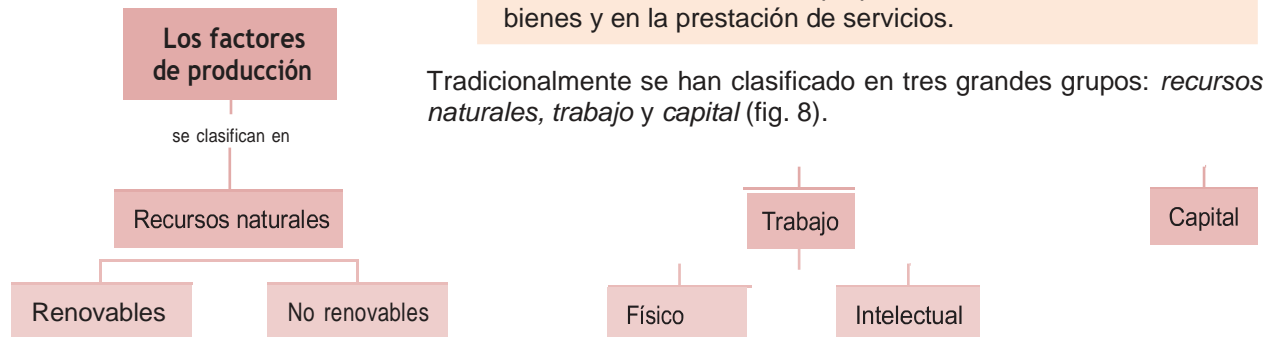 bienes y en la prestación de servicios.
Los factores
de producción
Tradicionalmente se han clasificado en tres grandes grupos: recursos
naturales, trabajo y capital (fig. 8).
se clasifican en
Recursos naturales
Trabajo
Capital
Renovables
No renovables
Físico
Intelectual